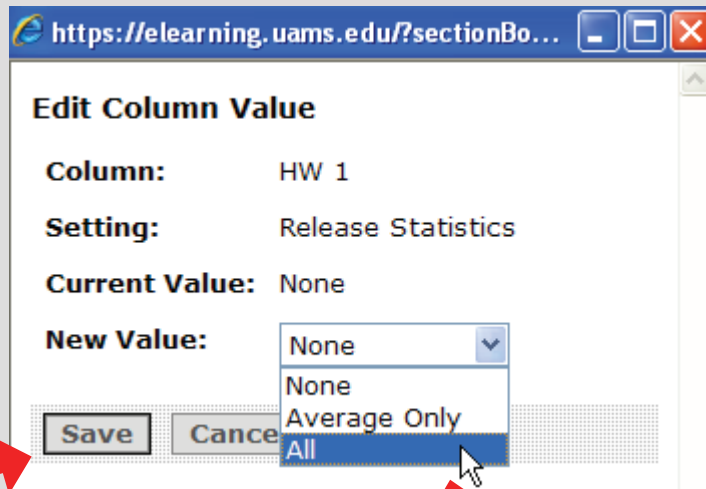 https://elearning.uams.edu/?sectionBo...
Edit Column Value
Column: HW 1
Setting: Release Statistics
Current Value: None
New Value: None
None
Average Only
All
Save Cance